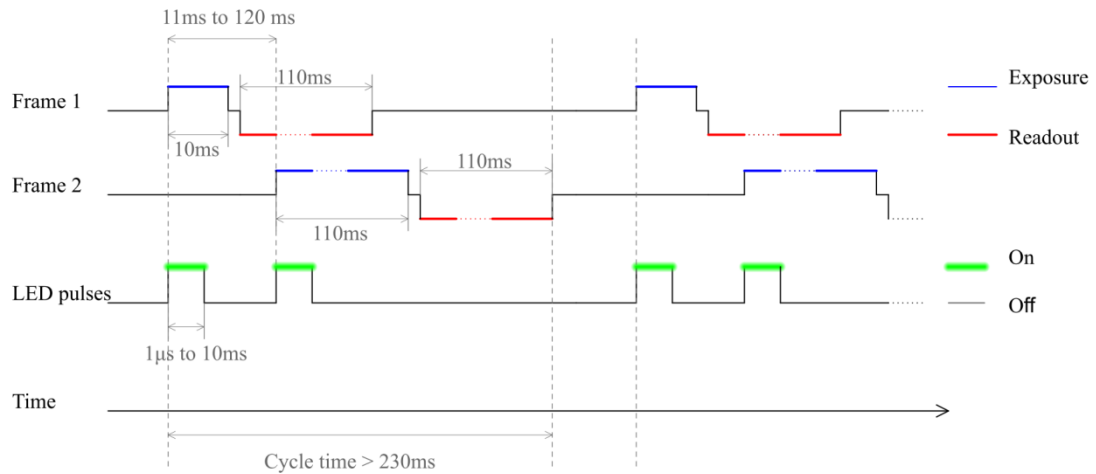 11ms to 120 ms
Frame 1
110ms
Exposure
10ms
Readout
Frame 2
110ms
110ms
LED pulses
On
Off
1μs to 10ms
Time
Cycle time > 230ms